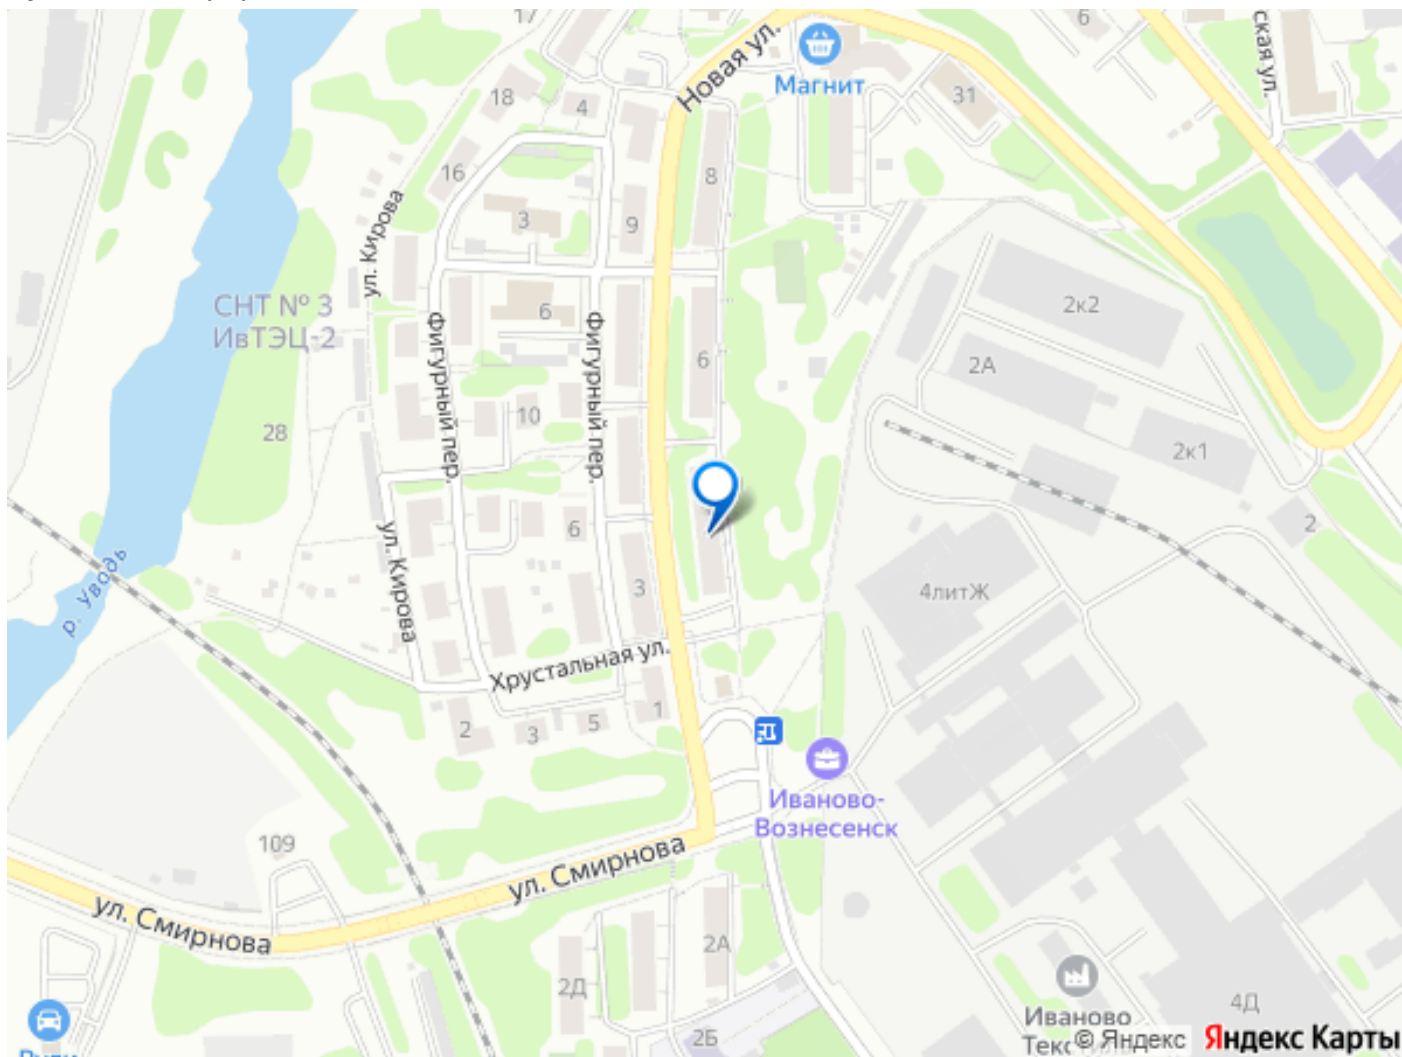 17
6
ская ул.
Новая ул.
Магнит
18
4
31
16
8
ул. Кирова
3
9
СНТ № 3
ИвТЭЦ-2
6
2к2
Фигурный пер.
Фигурный пер.
6
2А
10
28
2к1
2
6
ул. Кирова
р. Уводь
3
4литЖ
Хрустальная ул.
1
2
3
5
Иваново-
Вознесенск
109
ул. Смирнова
ул. Смирнова
2А
2Д
4Д
Иваново
2Б
© Яндекс
Яндекс Карты